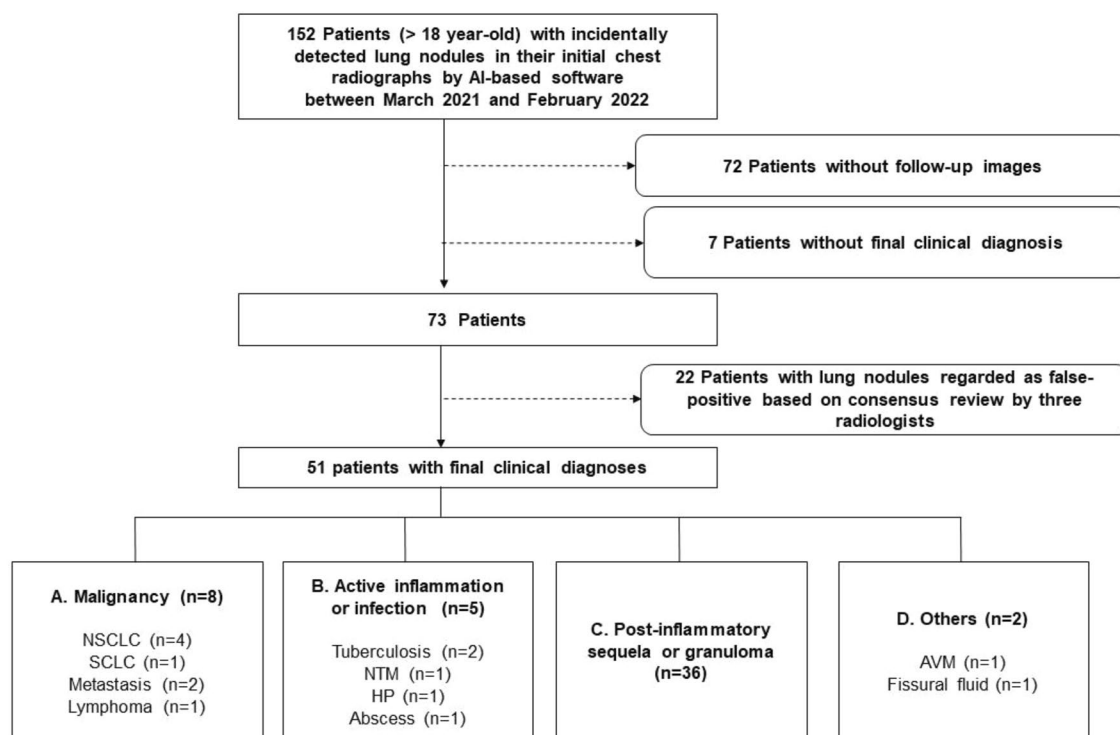 152 Patients (> 18 year-old) with incidentally
detected lung nodules in their initial chest
radiographs by AI-based software
between March 2021 and February 2022
72 Patients without follow-up images
7 Patients without final clinical diagnosis
73 Patients
22 Patients with lung nodules regarded as false-
positive based on consensus review by three
radiologists
51 patients with final clinical diagnoses
A. Malignancy (n=8)
NSCLC (n=4)
SCLC (n=1)
Metastasis (n=2)
Lymphoma (n=1)
B. Active inflammation
or infection (n=5)
Tuberculosis (n=2)
NTM (n=1)
HP (n=1)
Abscess (n=1)
C. Post-inflammatory
sequela or granuloma
(n=36)
D. Others (n=2)
AVM (n=1)
Fissural fluid (n=1)